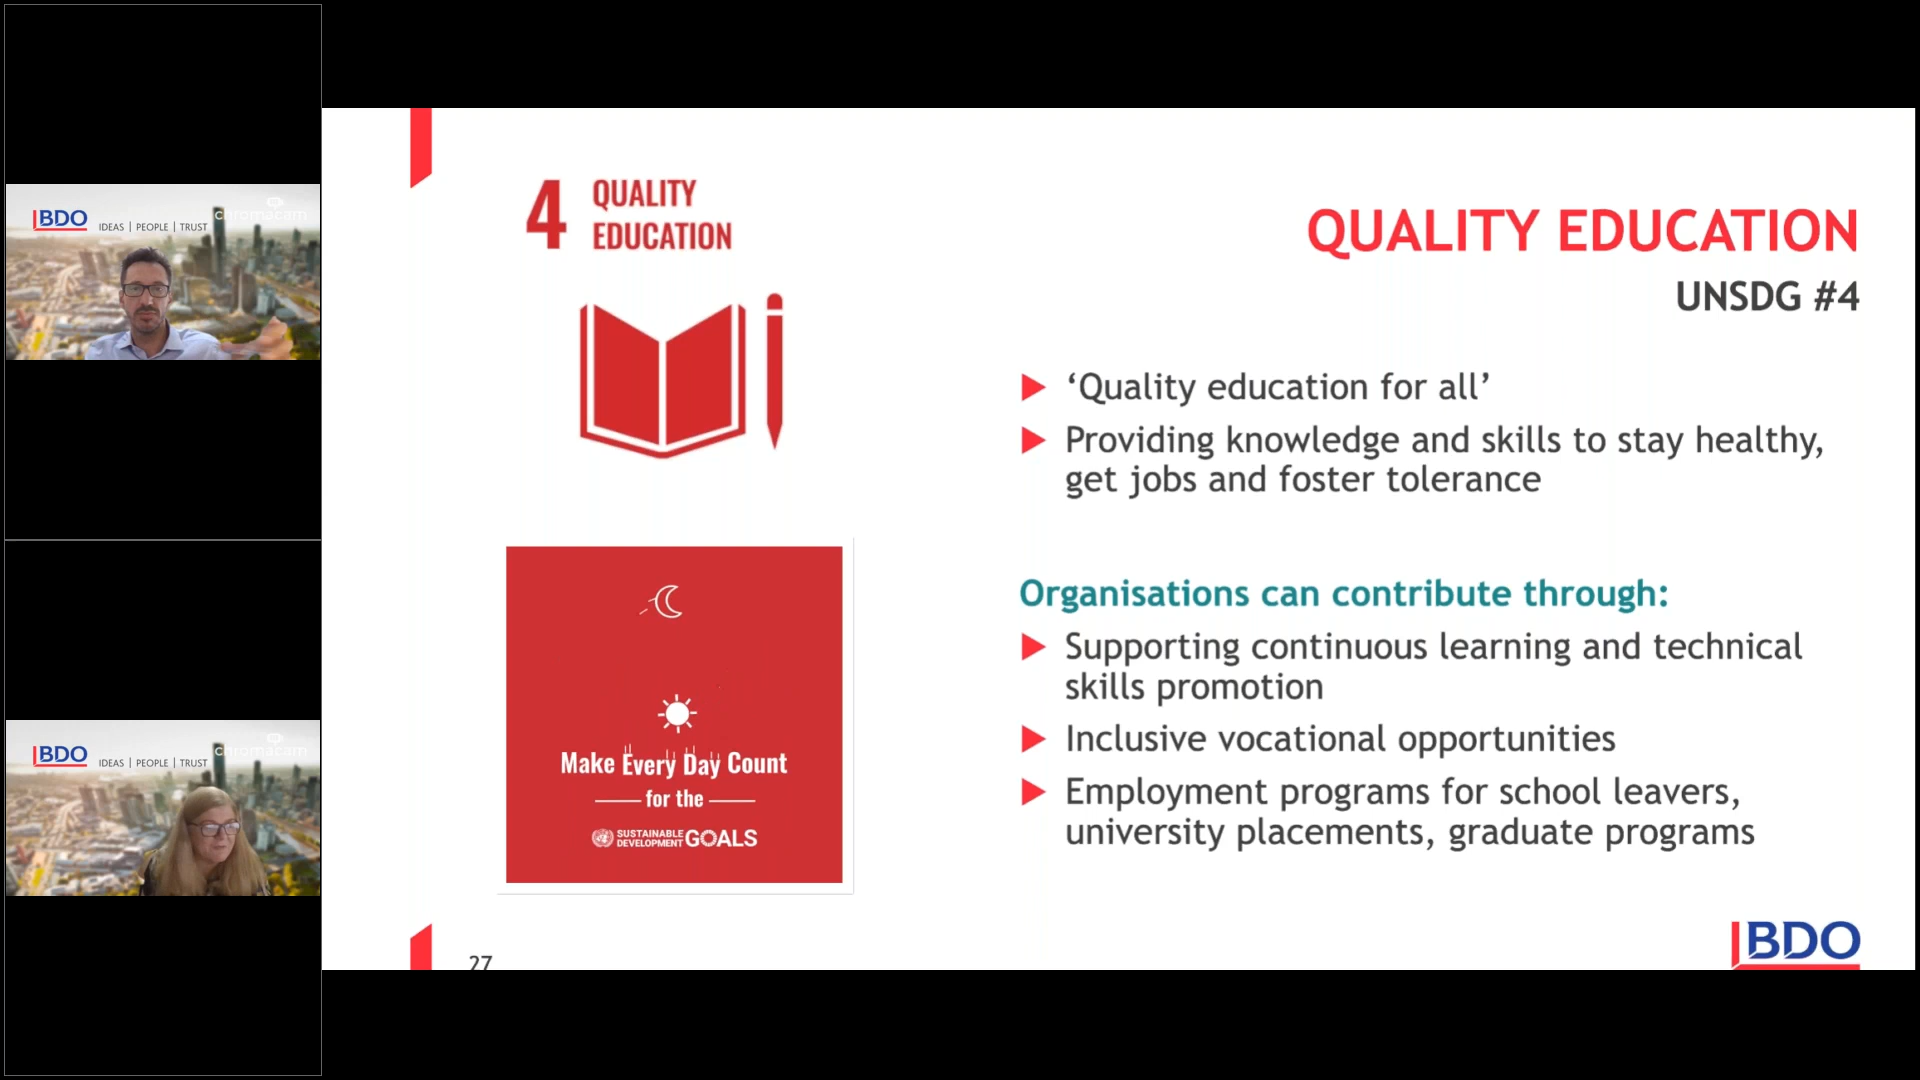 BDO
IDEAS | PEOPLE | TRUST
chromacam
BDO
IDEAS | PEOPLE | TRUST
chromacam
4 QUALITY
EDUCATION
Make Every Day Count
for the
SUSTAINABLE
DEVELOPMENT
GOALS
27
QUALITY EDUCATION
UNSDG #4
‘Quality education for all’
Providing knowledge and skills to stay healthy,
get jobs and foster tolerance
Organisations can contribute through:
Supporting continuous learning and technical
skills promotion
Inclusive vocational opportunities
Employment programs for school leavers,
university placements, graduate programs
BDO